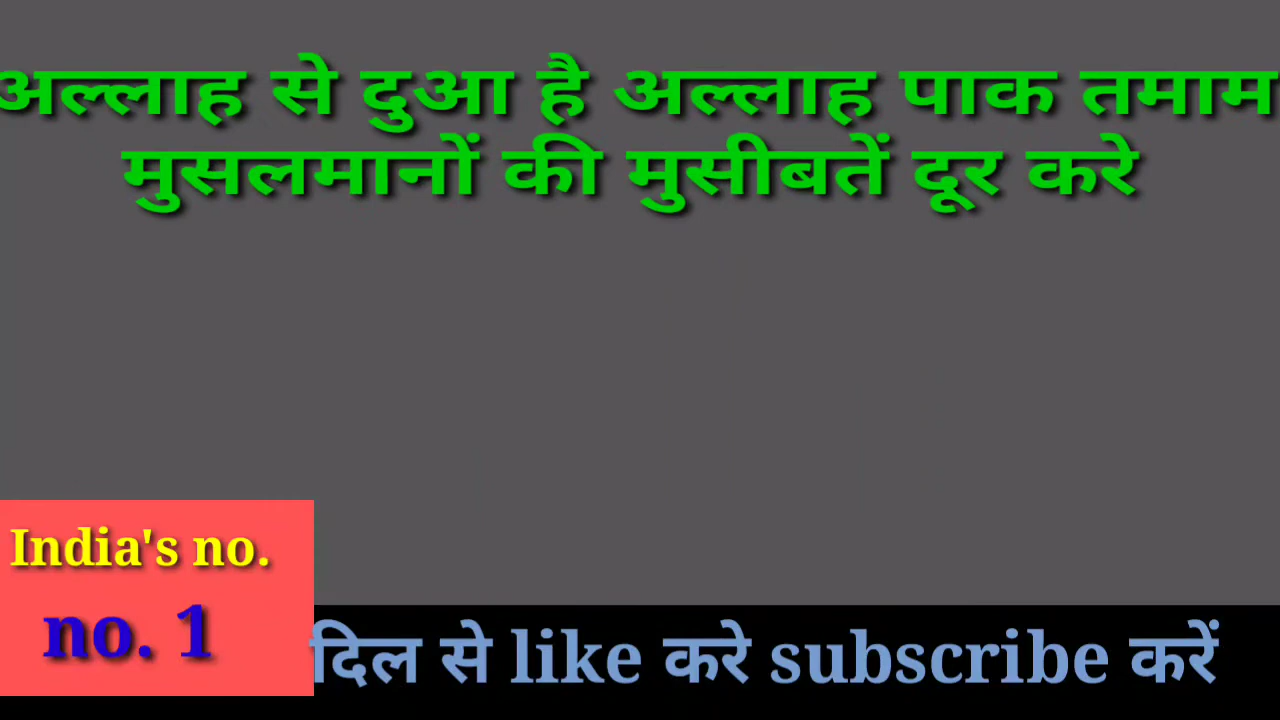 अल्लाह से दुआ है अल्लाह पाक तमाम
मुसलमानों की मुसीबतें दूर करे
India's no.
no. 1
दिल से like करे subscribe करें